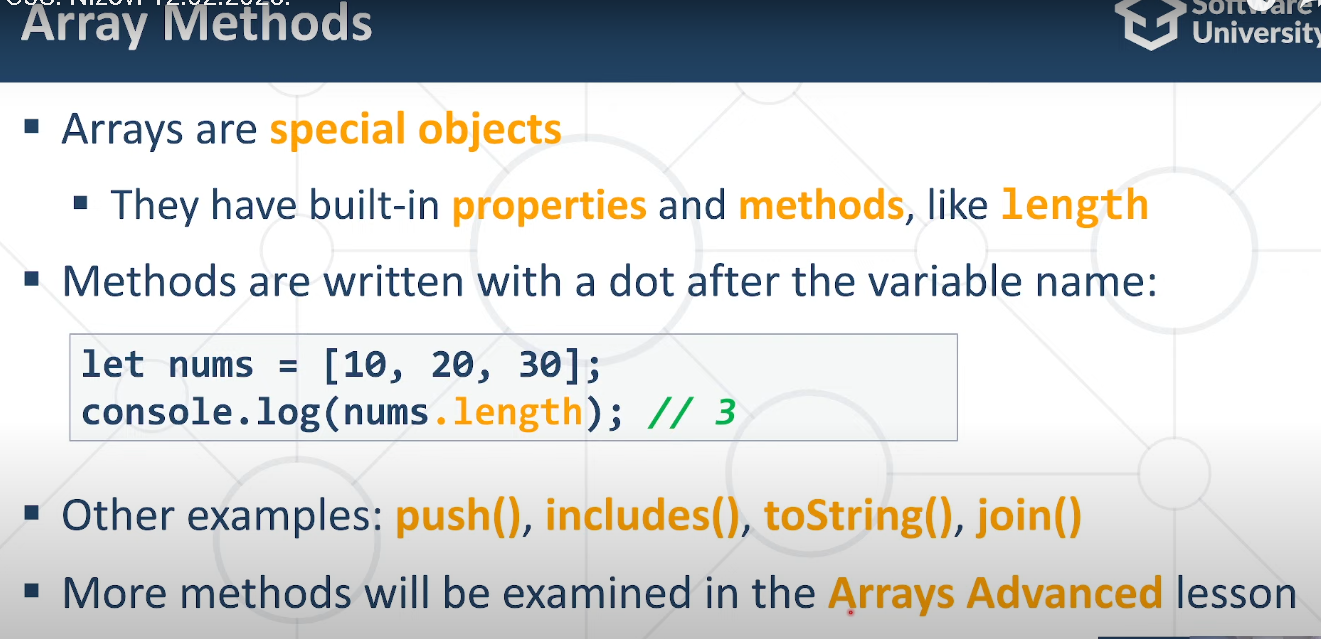 12.02.2026.
Array Methods
Software
University
▪ Arrays are special objects
▪ They have built-in properties and methods, like length
▪ Methods are written with a dot after the variable name:
let nums = [10, 20, 30];
console.log(nums.length); // 3
▪ Other examples: push(), includes(), toString(), join()
▪ More methods will be examined in the Arrays Advanced lesson